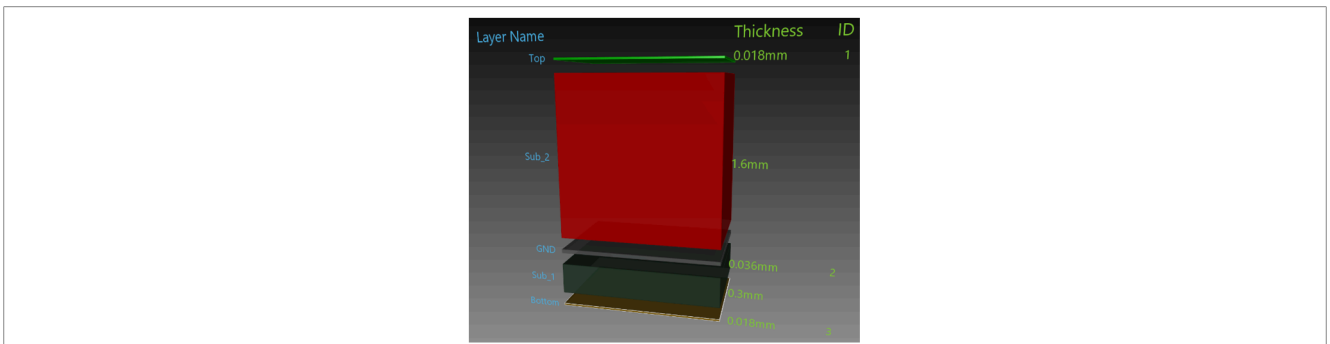 Layer Name Thickness ID
Top 0.018mm 1
Sub_2 1.6mm
GND 0.036mm 2
Sub_1 0.3mm
Bottom 0.018mm 3